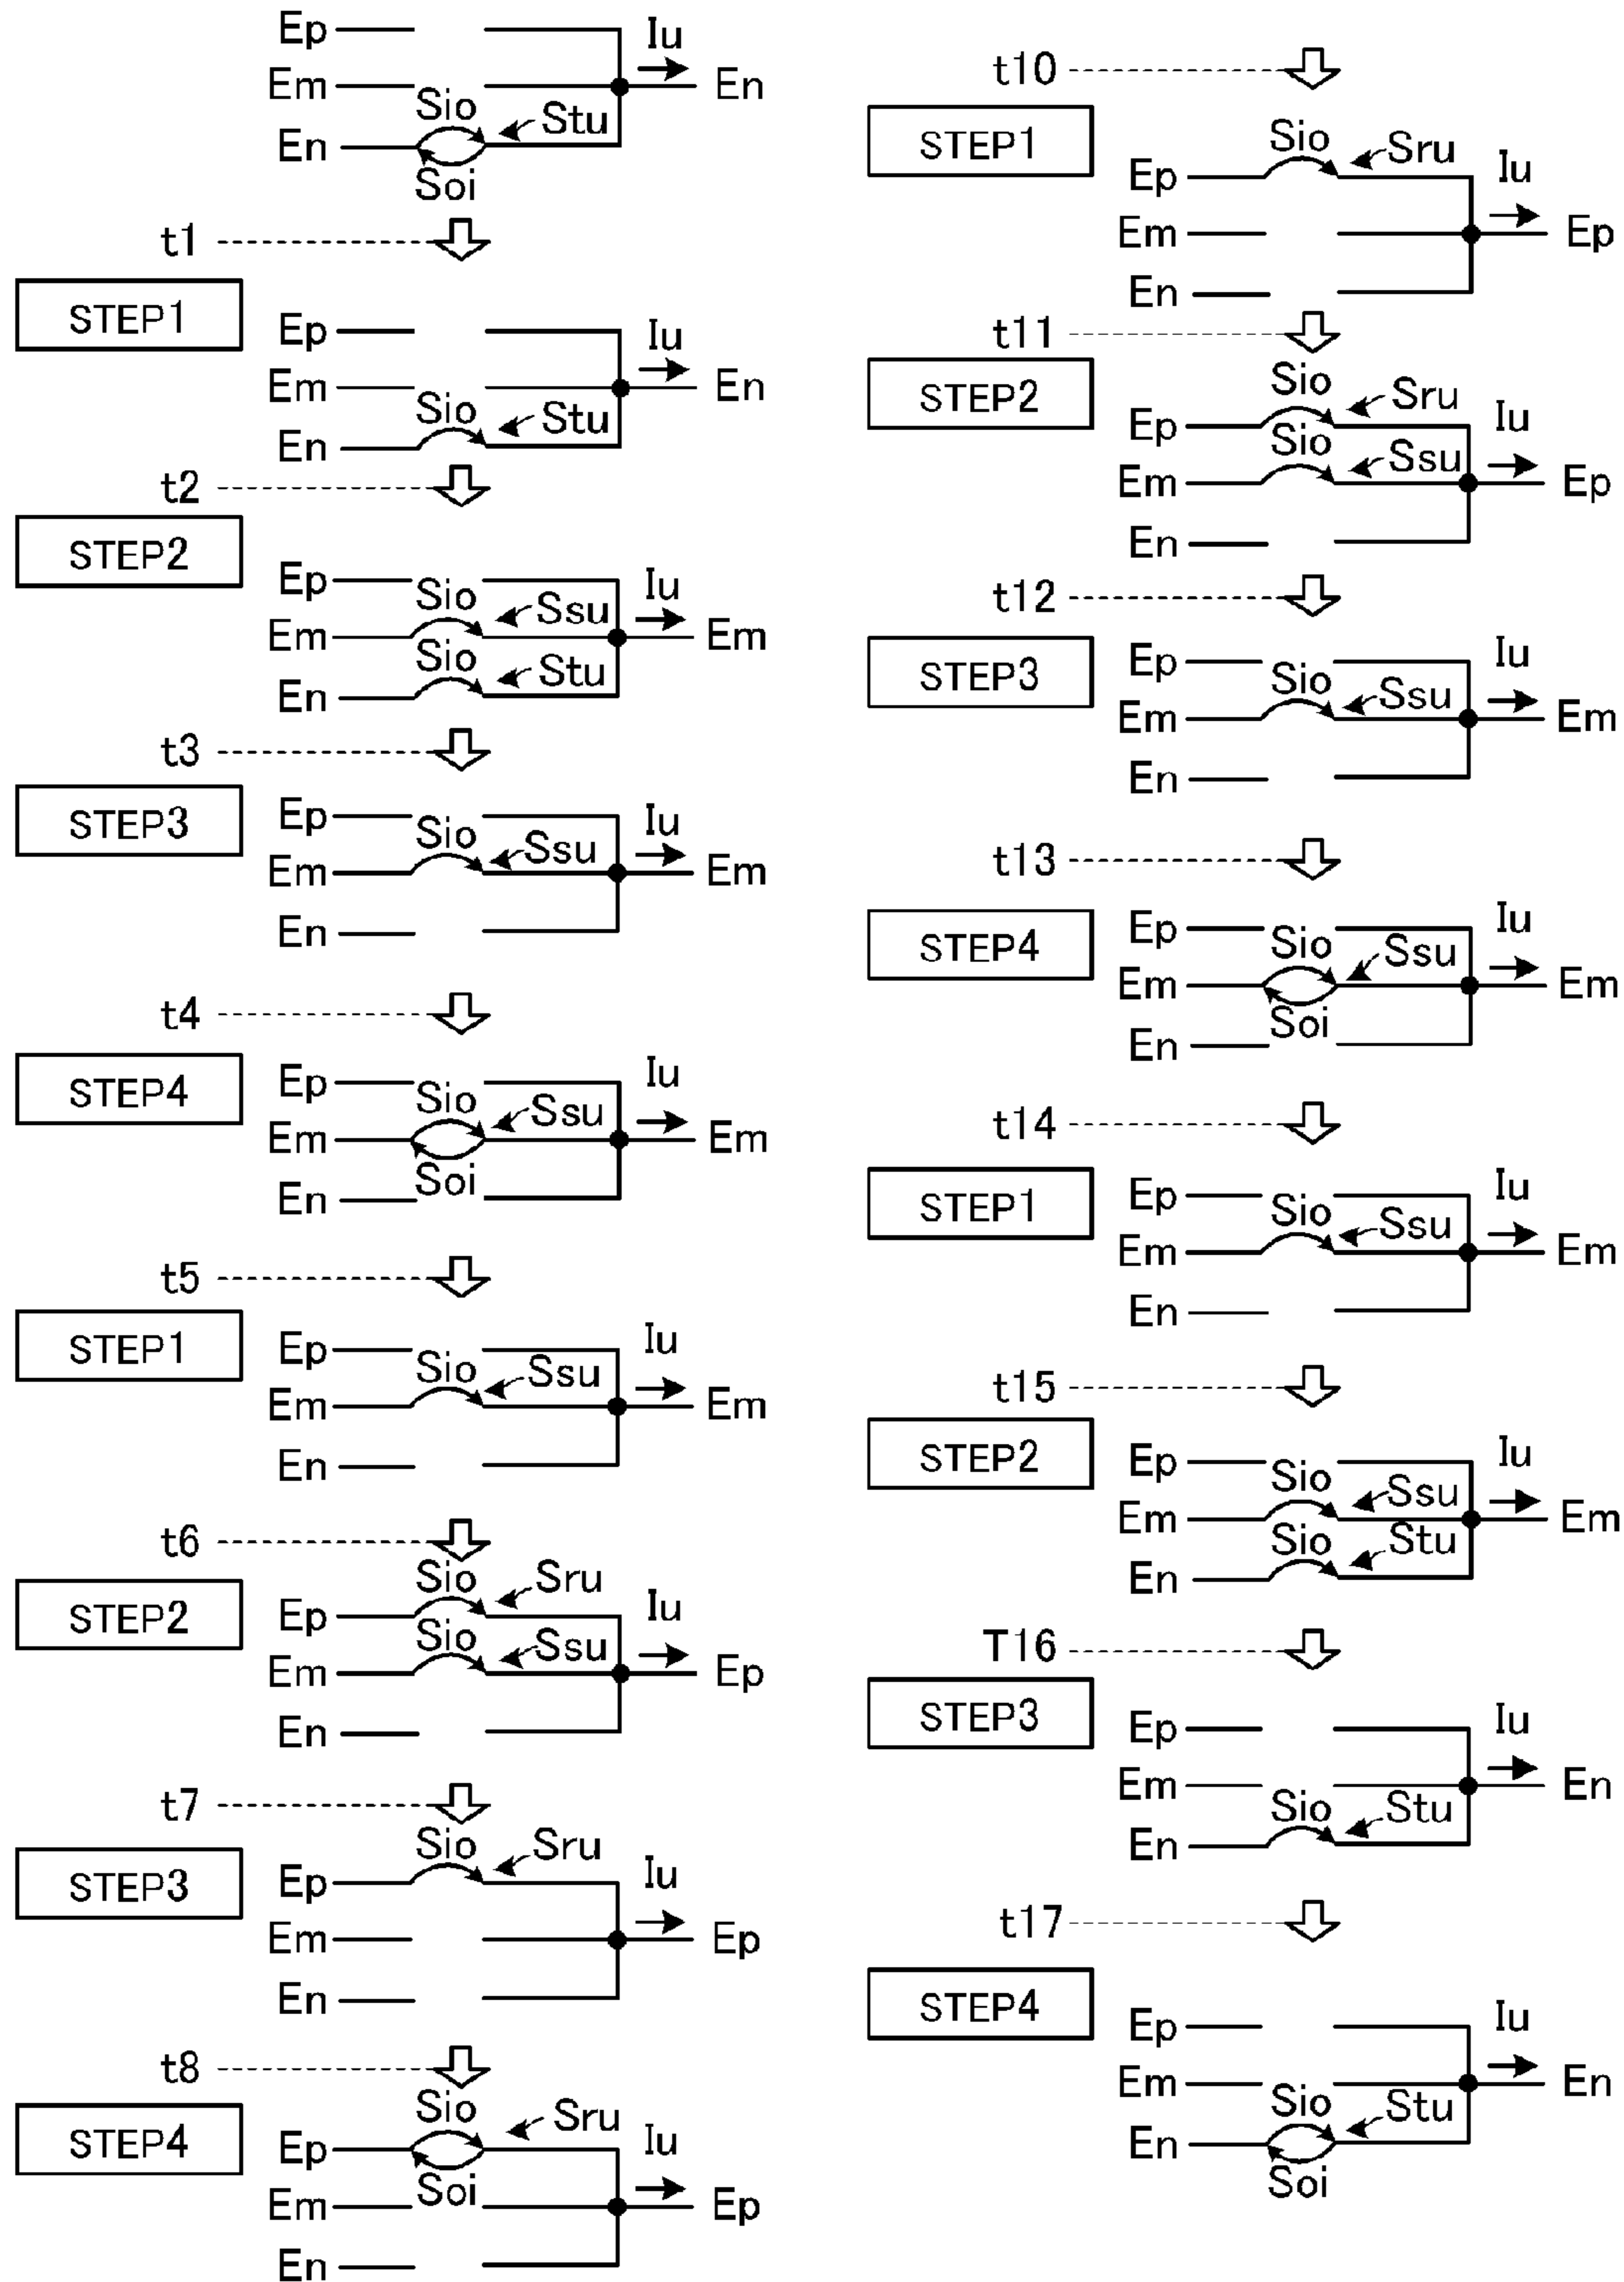 Ep Iu
Em Sio En
En Stu
Soi
t1
STEP1
Ep Iu
Em Sio En
En Stu
t2
STEP2
Ep Sio Iu
Em Ssu Em
Sio
En Stu
t3
STEP3
Ep Sio Iu
Em Ssu Em
En
t4
STEP4
Ep Sio Iu
Em Ssu Em
En Soi
t5
STEP1
Ep Sio Iu
Em Ssu Em
En
t6
STEP2
Sio Sru
Ep Sio Iu
Em Ssu Ep
En
t7
STEP3
Sio Sru
Ep Iu
Em Ep
En
t8
STEP4
Sio Sru
Ep Iu
Em Soi Ep
En
t10
STEP1
Sio Sru
Ep Iu
Em Ep
En
t11
STEP2
Sio Sru
Ep Sio Iu
Em Ssu Ep
En
t12
STEP3
Ep Sio Iu
Em Ssu Em
En
t13
STEP4
Ep Sio Iu
Em Ssu Em
En Soi
t14
STEP1
Ep Sio Iu
Em Ssu Em
En
t15
STEP2
Ep Sio Iu
Em Ssu Em
Sio
En Stu
T16
STEP3
Ep Iu
Em Sio En
En Stu
t17
STEP4
Ep Iu
Em Sio En
En Stu
Soi